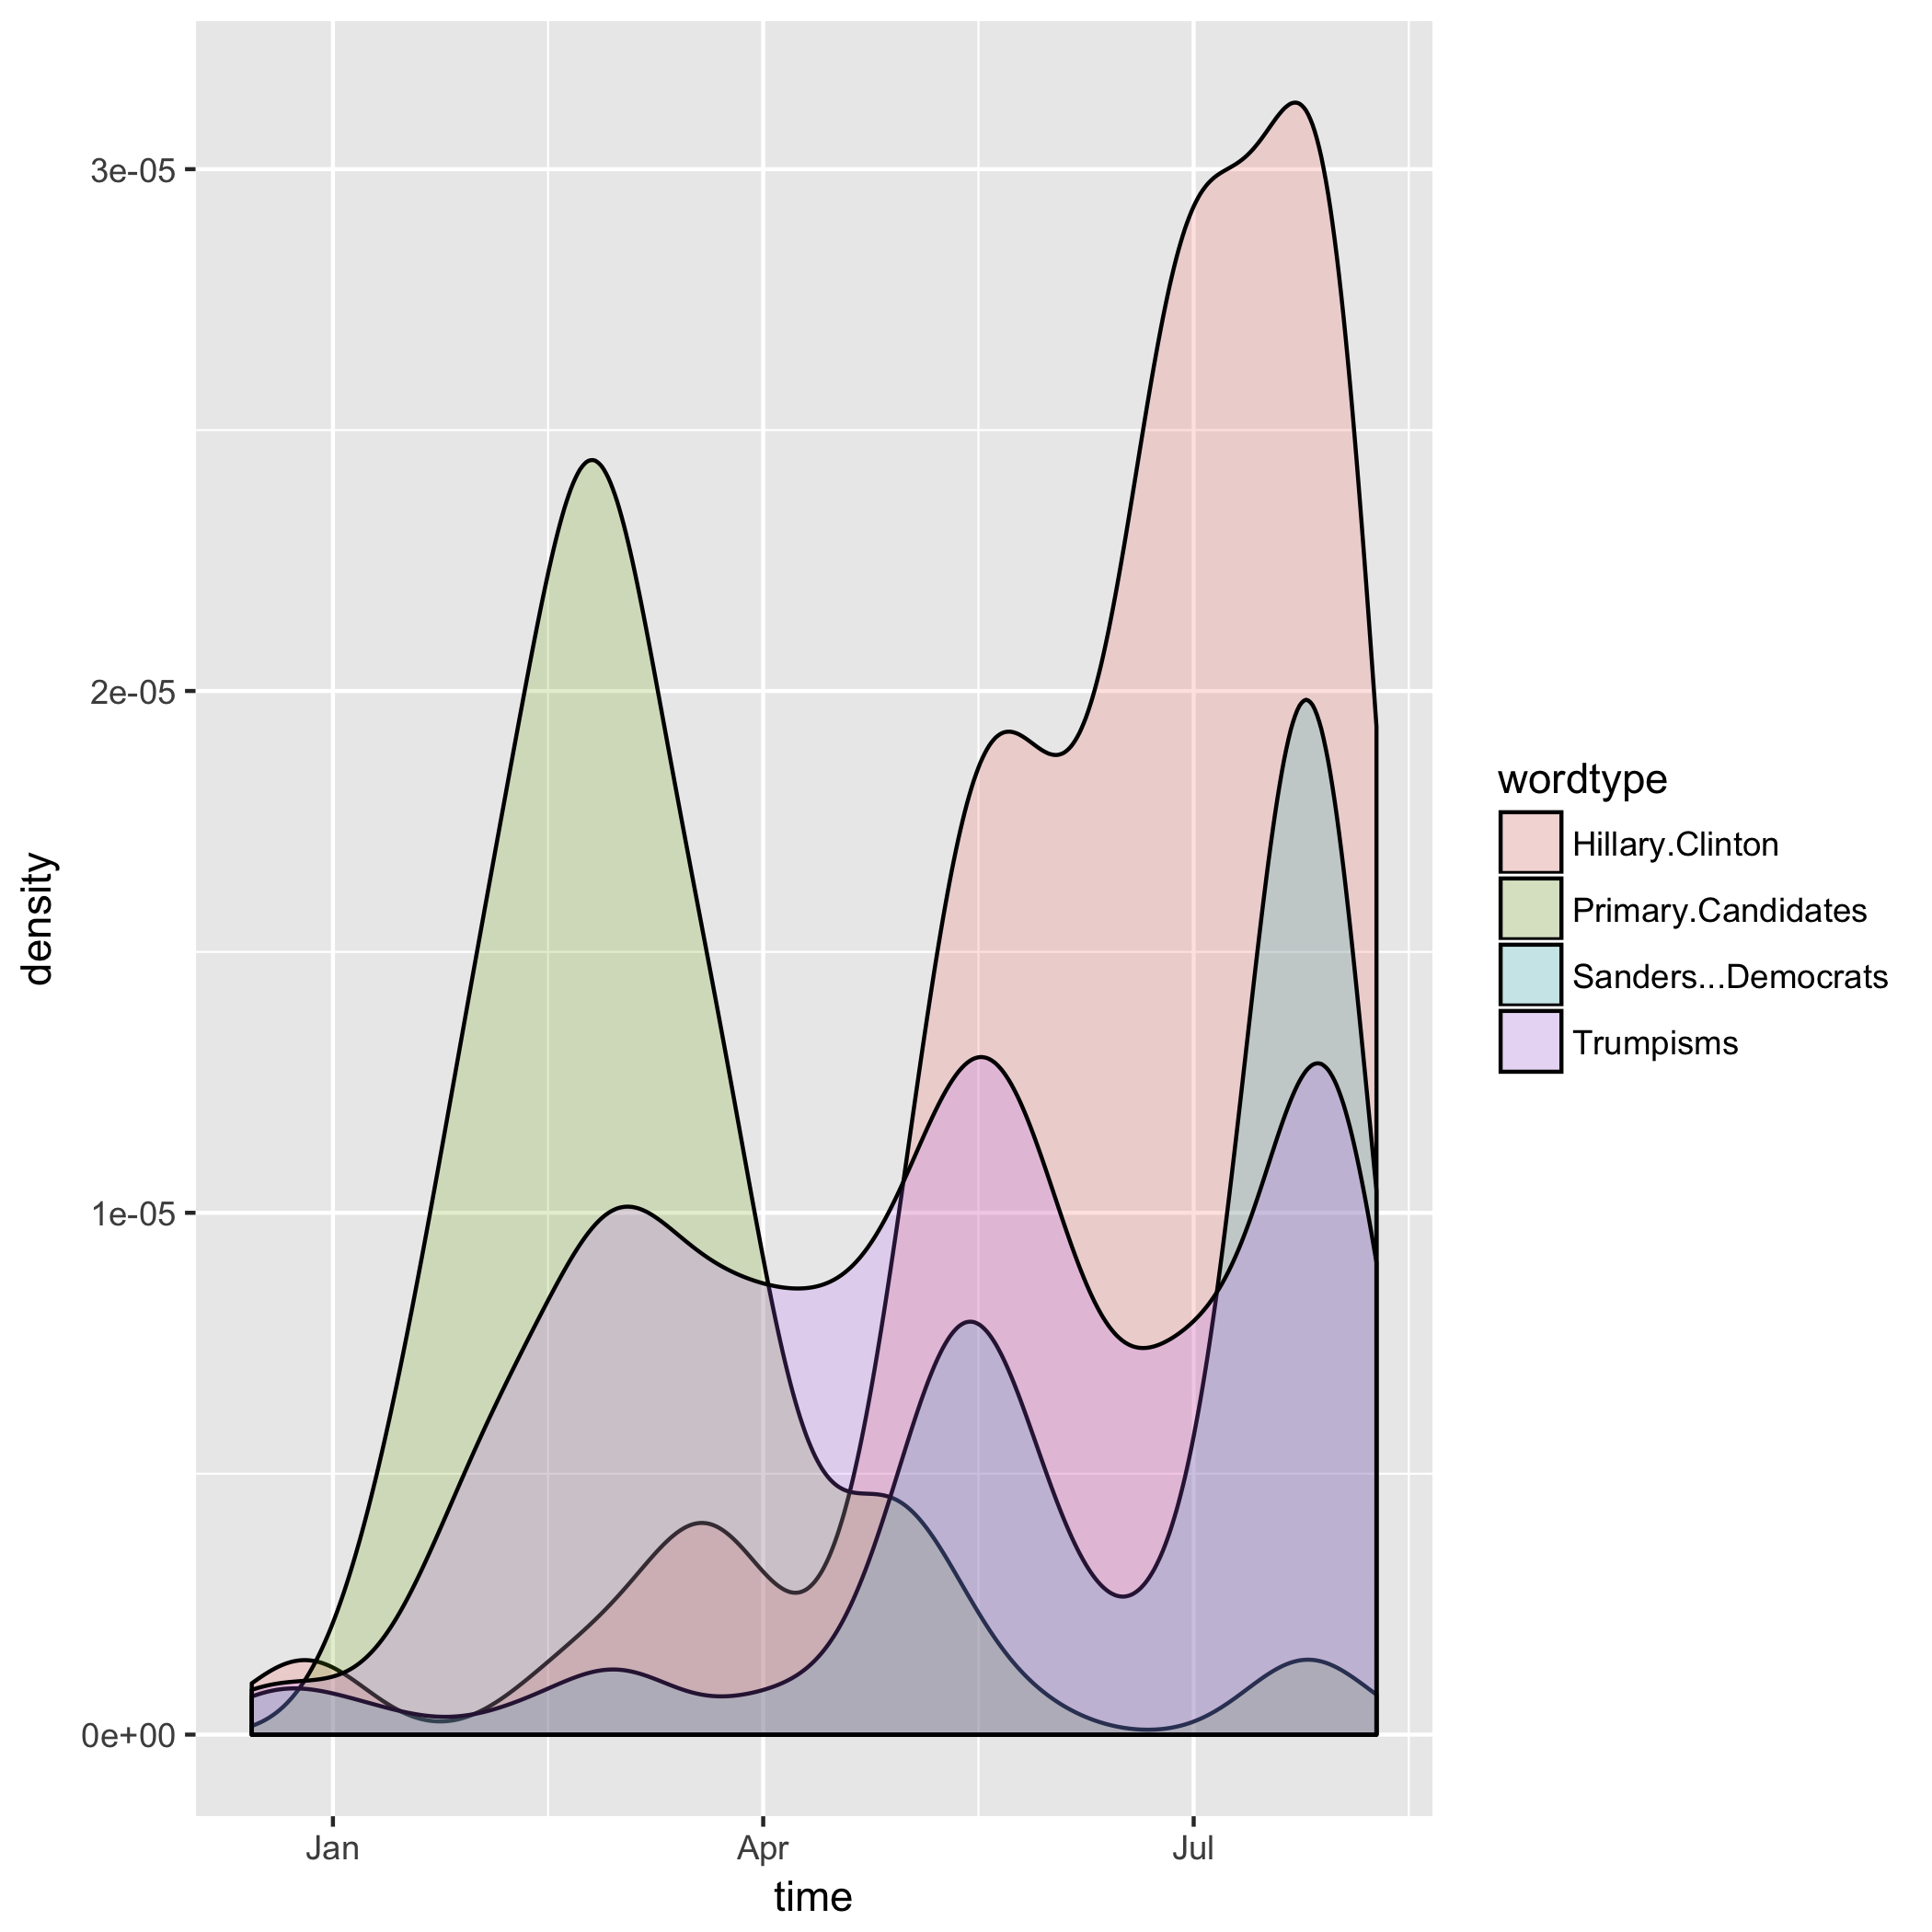 3e-05
2e-05
1e-05
0e+00
density
Jan
Apr
Jul
time
wordtype
Hillary.Clinton
Primary.Candidates
Sanders...Democrats
Trumpisms